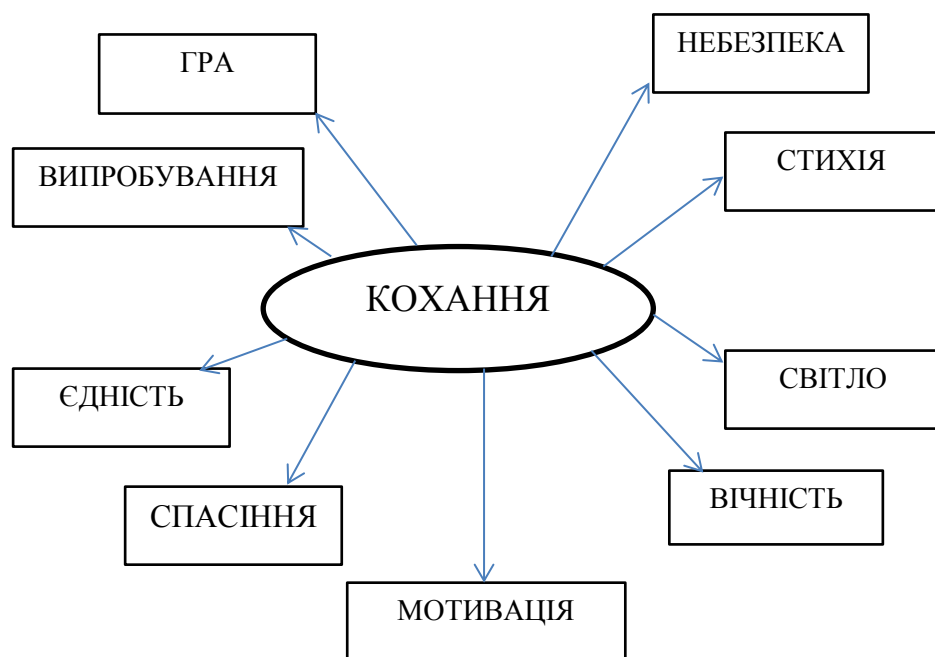 НЕБЕЗПЕКА
ГРА
СТИХІЯ
ВИПРОБУВАННЯ
КОХАННЯ
СВІТЛО
ЄДНІСТЬ
ВІЧНІСТЬ
СПАСІННЯ
МОТИВАЦІЯ